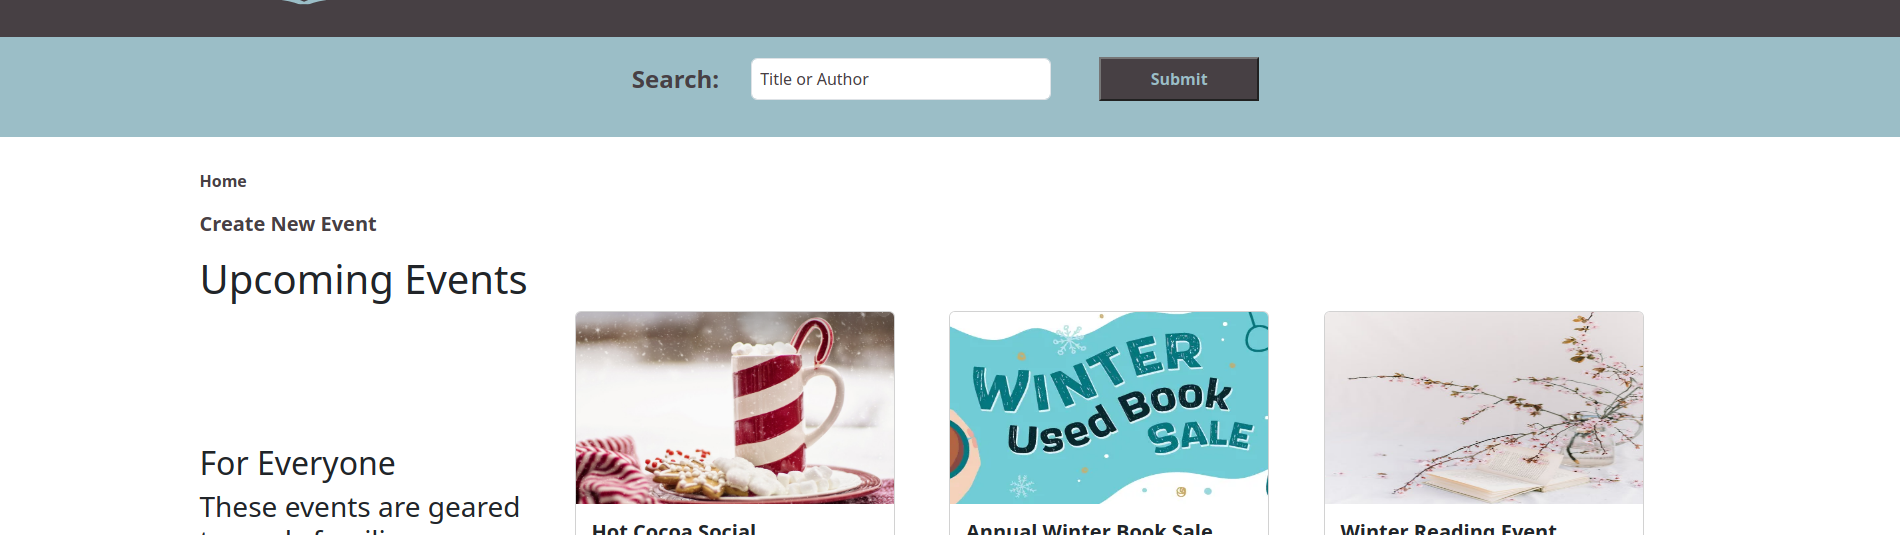 Search: Title or Author Submit
Home
Create New Event
Upcoming Events
WINTER
Used Book
SALE
For Everyone
These events are geared
Hot Cocoa Social
Annual Winter Book Sale
Winter Reading Event